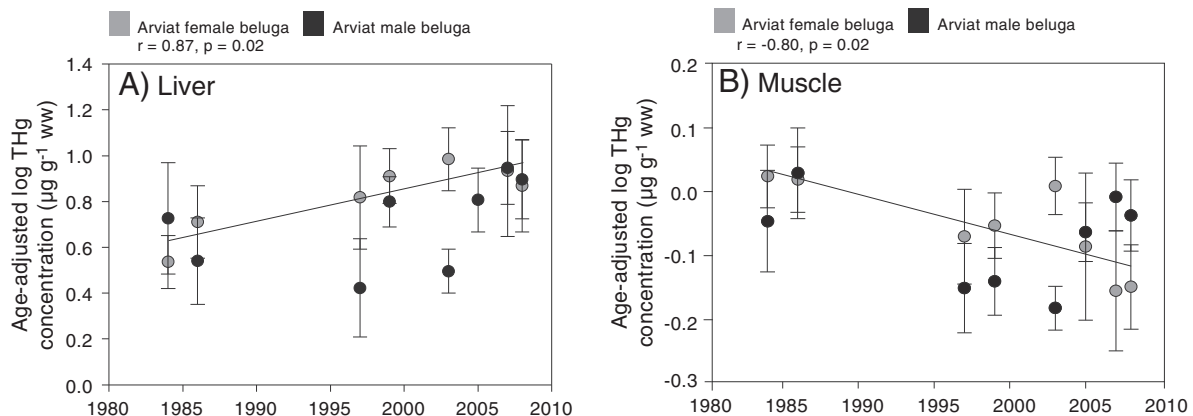 Arviat female beluga
r = 0.87, p = 0.02
Arviat male beluga
A) Liver
Age-adjusted log THg
concentration (µg g⁻¹ ww)
1.4
1.2
1.0
0.8
0.6
0.4
0.2
0.0
1980 1985 1990 1995 2000 2005 2010
Arviat female beluga
r = -0.80, p = 0.02
Arviat male beluga
B) Muscle
Age-adjusted log THg
concentration (µg g⁻¹ ww)
0.2
0.1
0.0
-0.1
-0.2
-0.3
1980 1985 1990 1995 2000 2005 2010